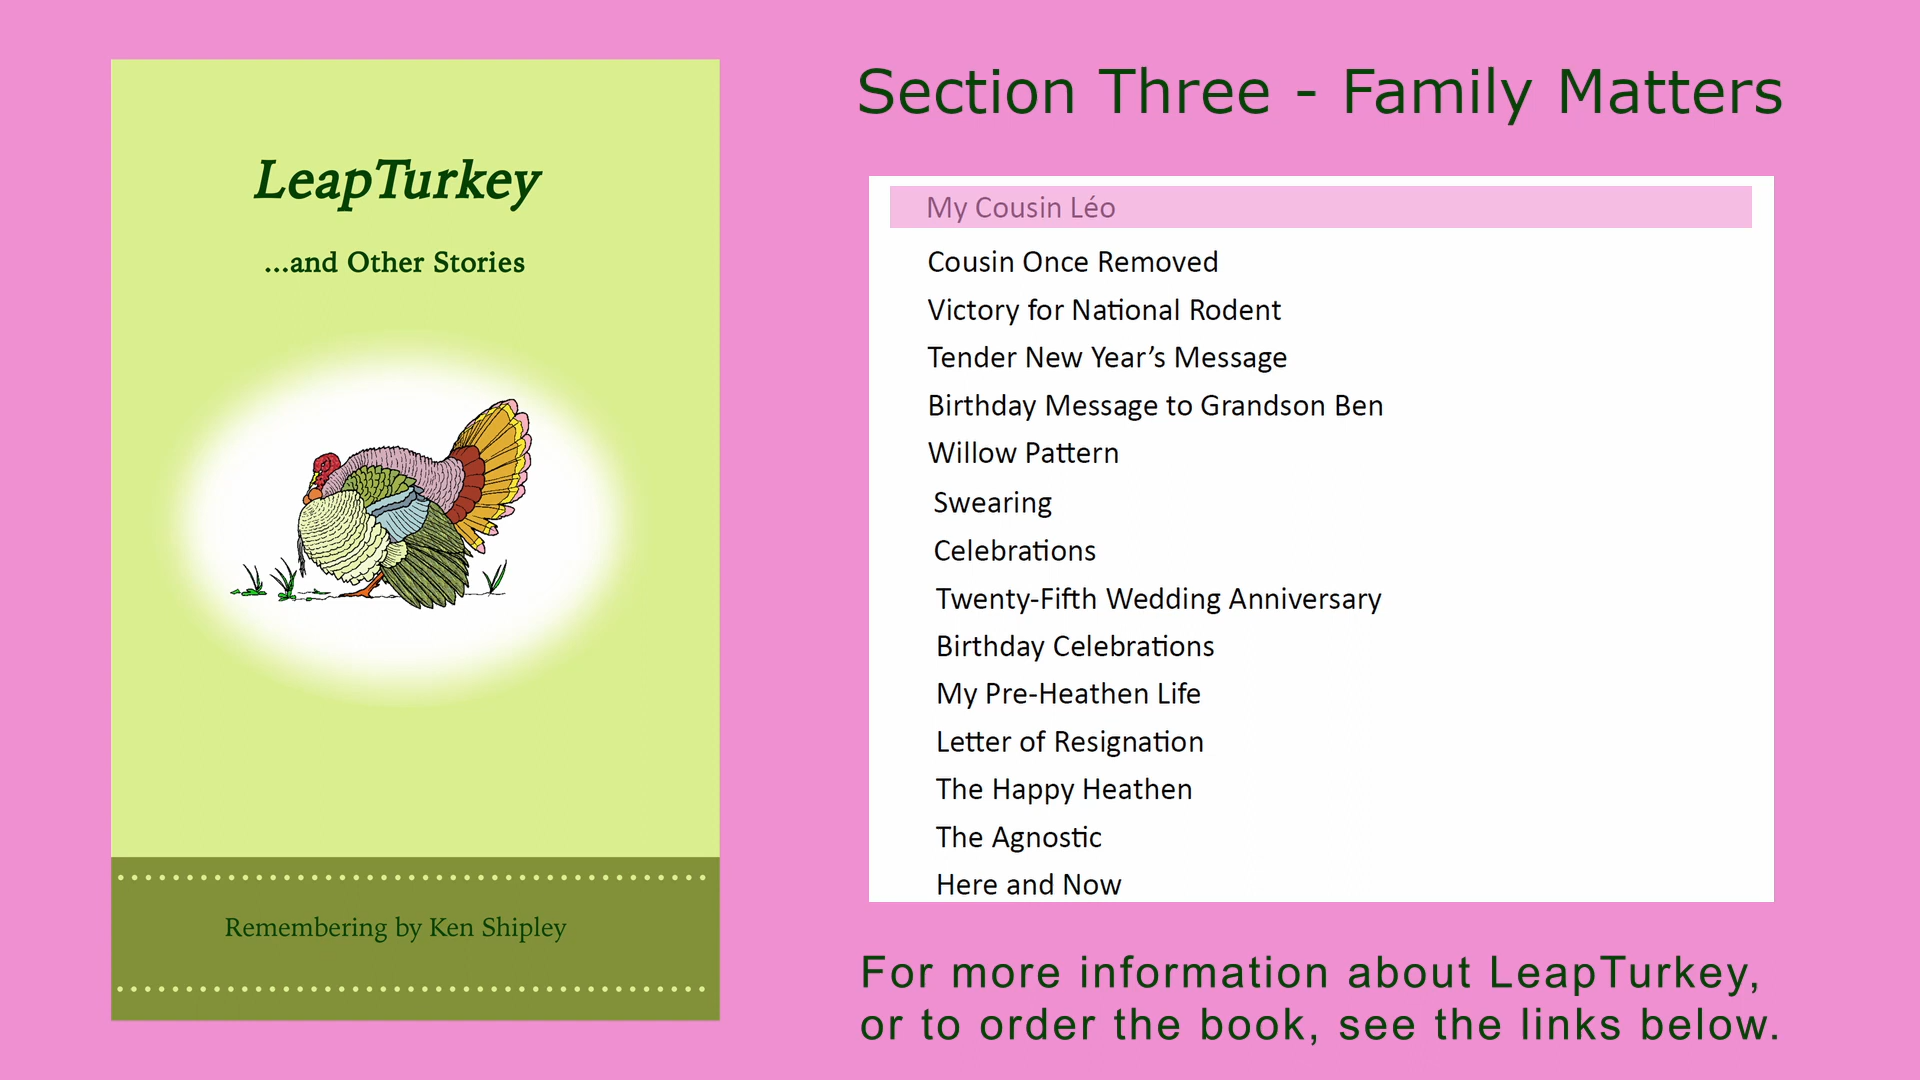 LeapTurkey
...and Other Stories
Remembering by Ken Shipley
Section Three - Family Matters
My Cousin Léo
Cousin Once Removed
Victory for National Rodent
Tender New Year’s Message
Birthday Message to Grandson Ben
Willow Pattern
Swearing
Celebrations
Twenty-Fifth Wedding Anniversary
Birthday Celebrations
My Pre-Heathen Life
Letter of Resignation
The Happy Heathen
The Agnostic
Here and Now
For more information about LeapTurkey,
or to order the book, see the links below.